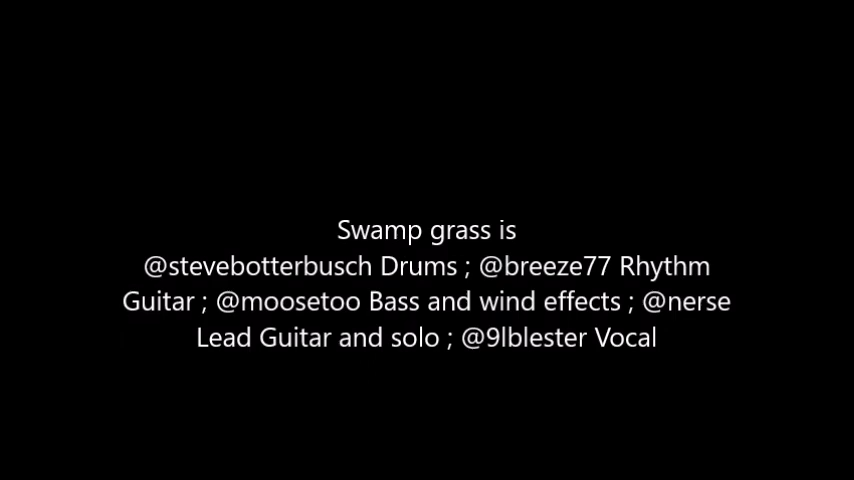 Swamp grass is
@stevebotterbusch Drums ; @breeze77 Rhythm
Guitar ; @moosetoo Bass and wind effects ; @nerse
Lead Guitar and solo ; @9lblester Vocal